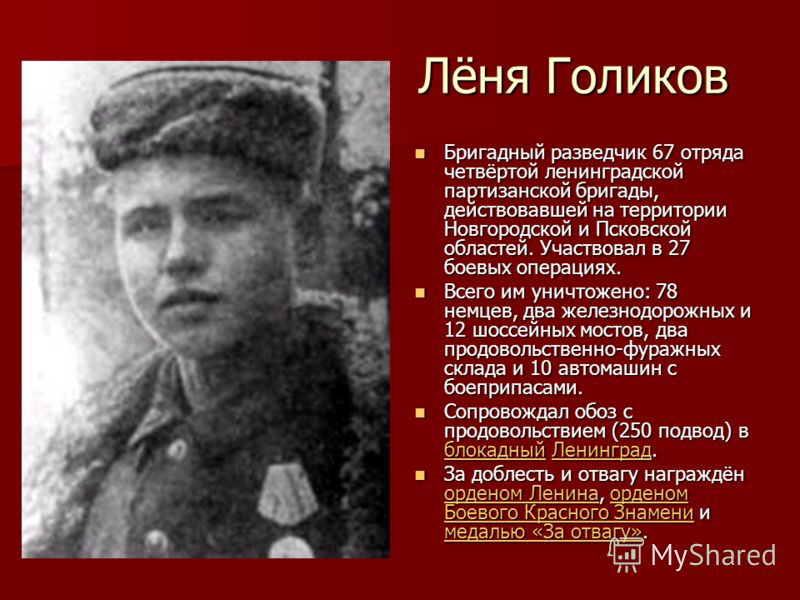 Лёня Голиков
Бригадный разведчик 67 отряда
четвёртой ленинградской
партизанской бригады,
действовавшей на территории
Новгородской и Псковской
областей. Участвовал в 27
боевых операциях.
Всего им уничтожено: 78
немцев, два железнодорожных и
12 шоссейных мостов, два
продовольственно-фуражных
склада и 10 автомашин с
боеприпасами.
Сопровождал обоз с
продовольствием (250 подвод) в
блокадный Ленинград.
За доблесть и отвагу награждён
орденом Ленина, орденом
Боевого Красного Знамени и
медалью «За отвагу».
MyShared